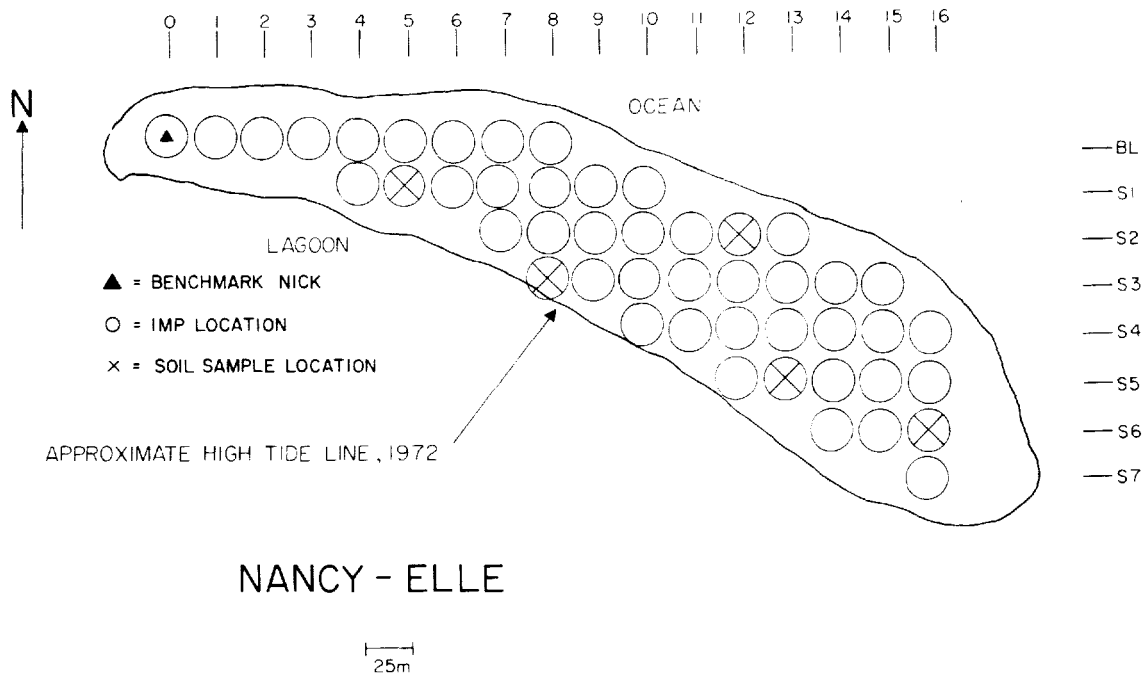 0 1 2 3 4 5 6 7 8 9 10 11 12 13 14 15 16
OCEAN
N
BL
S1
S2
LAGOON
▲ = BENCHMARK NICK
S3
○ = IMP LOCATION
S4
× = SOIL SAMPLE LOCATION
S5
S6
APPROXIMATE HIGH TIDE LINE, 1972
S7
NANCY - ELLE
25m